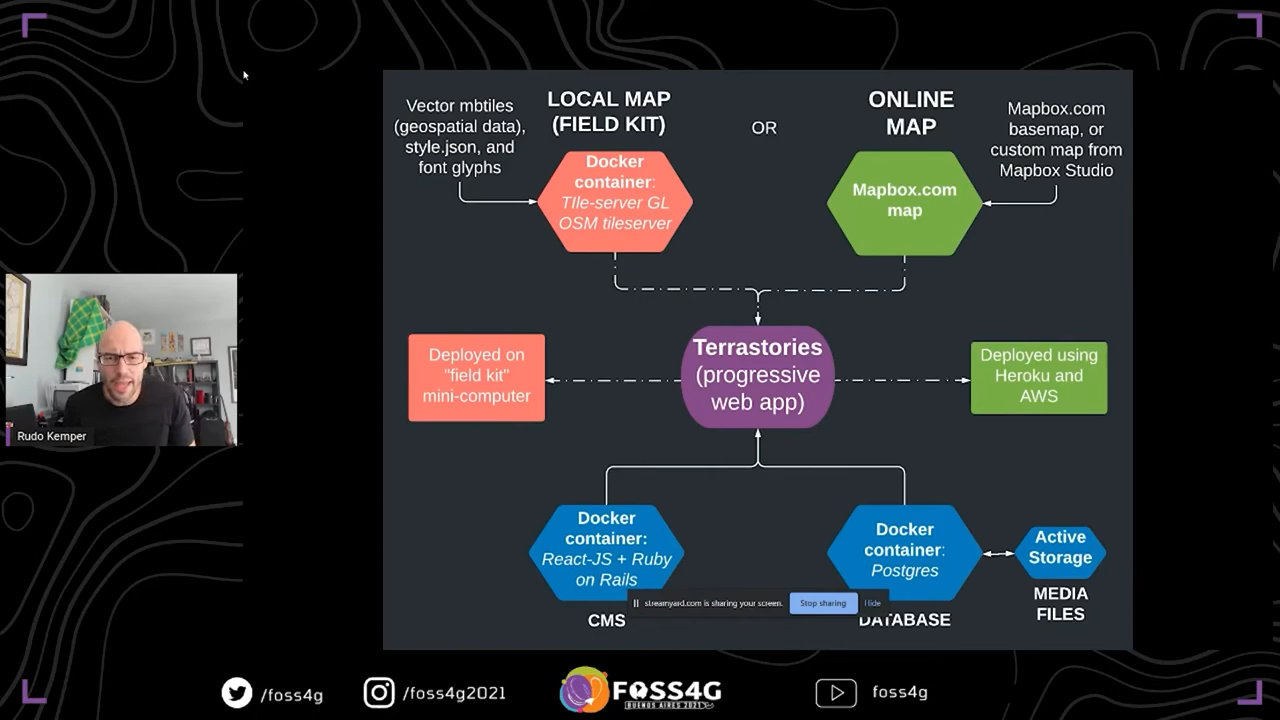 Vector mbtiles
(geospatial data),
style.json, and
font glyphs
LOCAL MAP
(FIELD KIT)
OR
ONLINE
MAP
Mapbox.com
basemap, or
custom map from
Mapbox Studio
Docker
container:
TIle-server GL
OSM tileserver
Mapbox.com
map
Deployed on
"field kit"
mini-computer
Terrastories
(progressive
web app)
Deployed using
Heroku and
AWS
Rudo Kemper
Docker
container:
React-JS + Ruby
on Rails
CMS
Docker
container:
Postgres
DATABASE
Active
Storage
MEDIA
FILES
streamyard.com is sharing your screen.
Stop sharing
Hide
/foss4g
/foss4g2021
FOSS4G
BUENOS AIRES 2021
foss4g